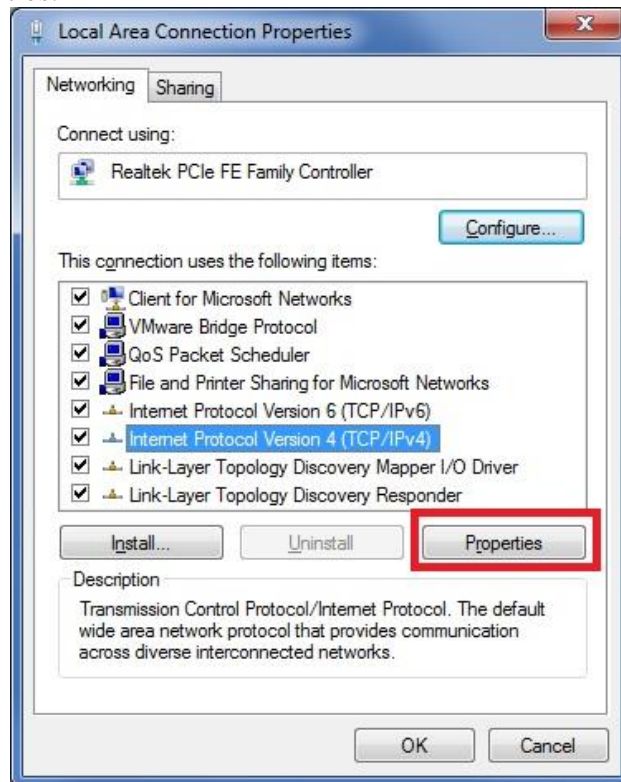 Local Area Connection Properties
Networking
Sharing
Connect using:
Realtek PCIe FE Family Controller
Configure...
This connection uses the following items:
Client for Microsoft Networks
VMware Bridge Protocol
QoS Packet Scheduler
File and Printer Sharing for Microsoft Networks
Internet Protocol Version 6 (TCP/IPv6)
Internet Protocol Version 4 (TCP/IPv4)
Link-Layer Topology Discovery Mapper I/O Driver
Link-Layer Topology Discovery Responder
Install...
Uninstall
Properties
Description
Transmission Control Protocol/Internet Protocol. The default
wide area network protocol that provides communication
across diverse interconnected networks.
OK
Cancel